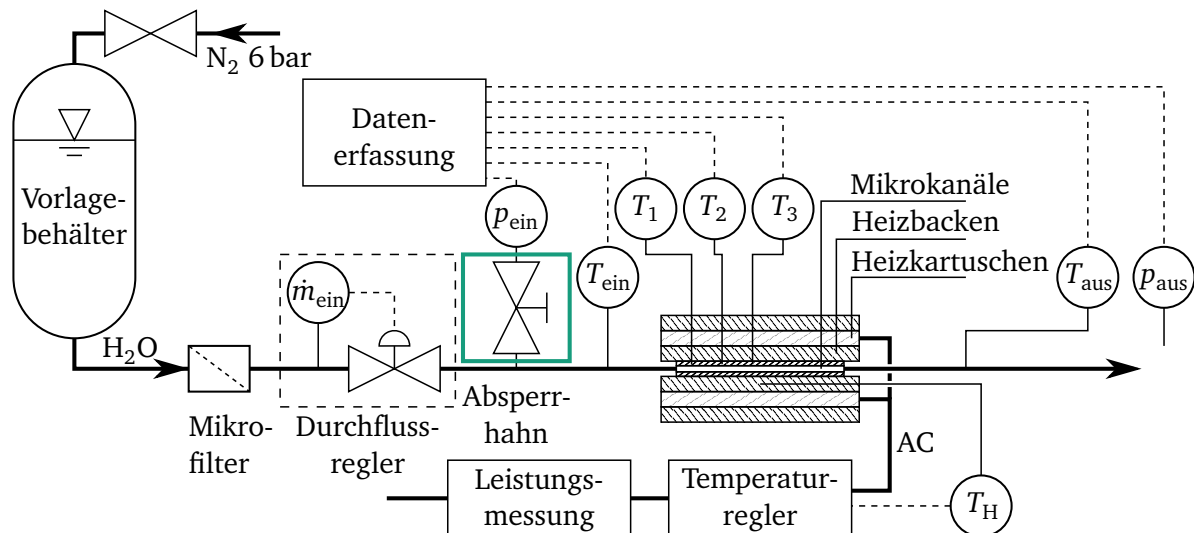 N₂ 6 bar
Daten-
erfassung
Vorlage-
behälter
p_ein
T₁
T₂
T₃
Mikrokanäle
Heizbacken
Heizkartuschen
ṁ_ein
T_ein
T_aus
p_aus
H₂O
Mikro-
filter
Durchfluss-
regler
Absperr-
hahn
AC
Leistungs-
messung
Temperatur-
regler
T_H